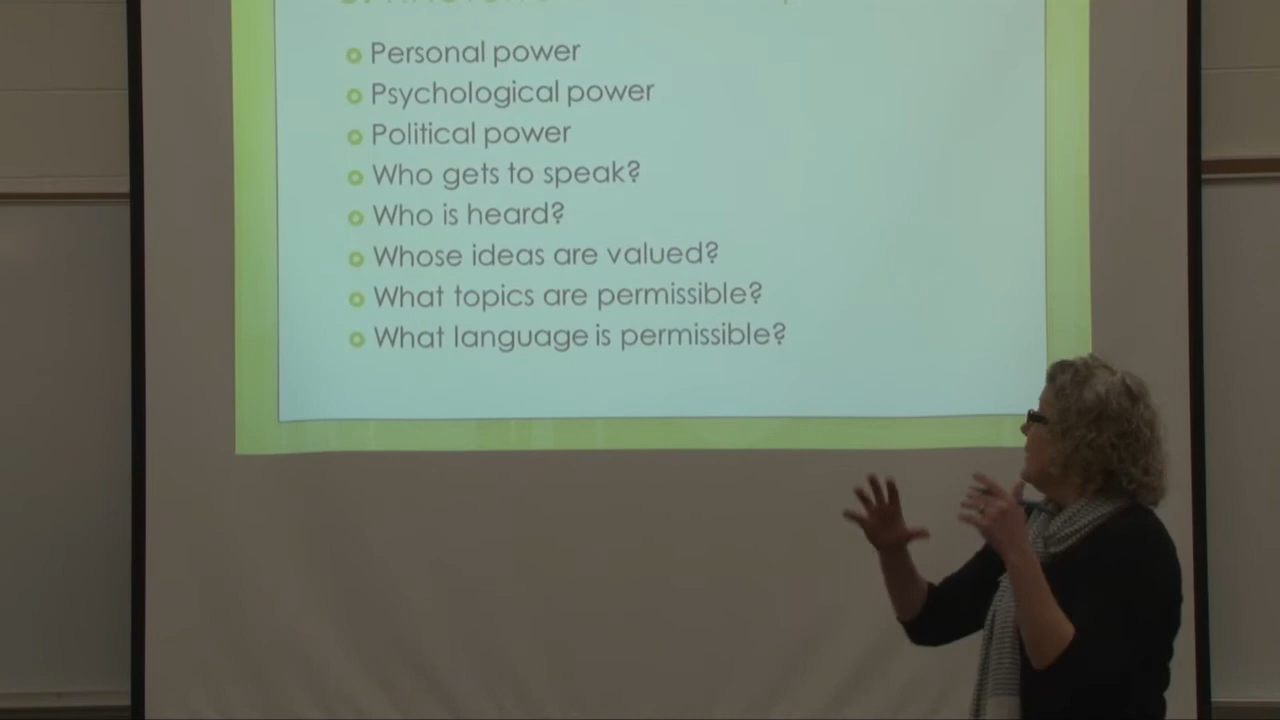 Personal power
Psychological power
Political power
Who gets to speak?
Who is heard?
Whose ideas are valued?
What topics are permissible?
What language is permissible?